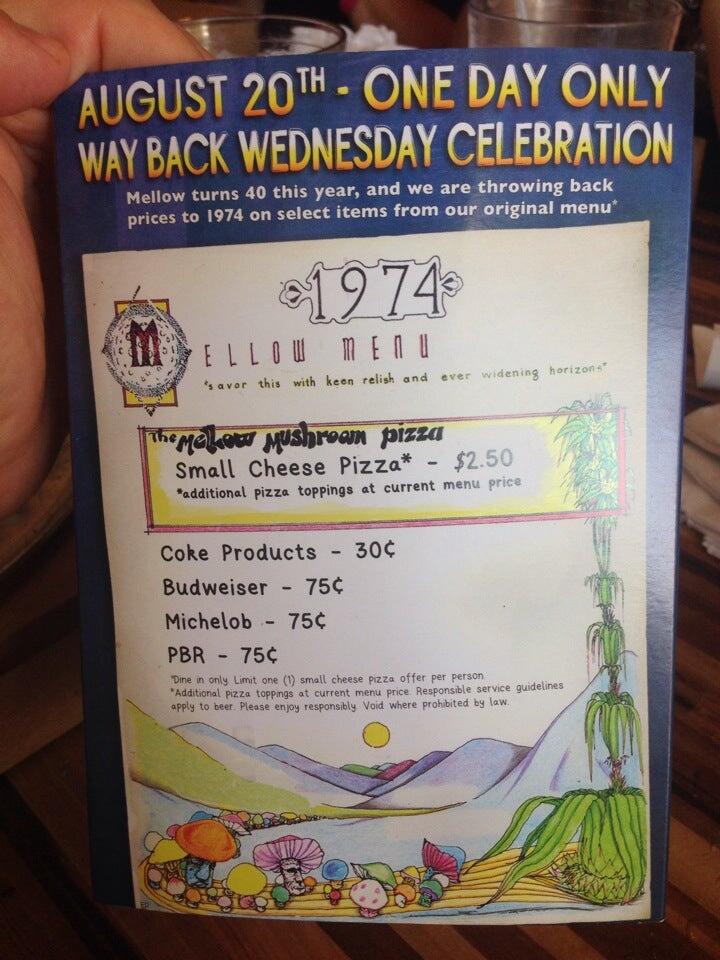 AUGUST 20TH - ONE DAY ONLY
WAY BACK WEDNESDAY CELEBRATION
Mellow turns 40 this year, and we are throwing back
prices to 1974 on select items from our original menu*
1974
MELLOW MENU
"savor this with keen relish and ever widening horizons"
The Mellow Mushroom pizza
Small Cheese Pizza* - $2.50
*additional pizza toppings at current menu price
Coke Products - 30¢
Budweiser - 75¢
Michelob - 75¢
PBR - 75¢
*Dine in only. Limit one (1) small cheese pizza offer per person.
*Additional pizza toppings at current menu price. Responsible service guidelines
apply to beer. Please enjoy responsibly. Void where prohibited by law.